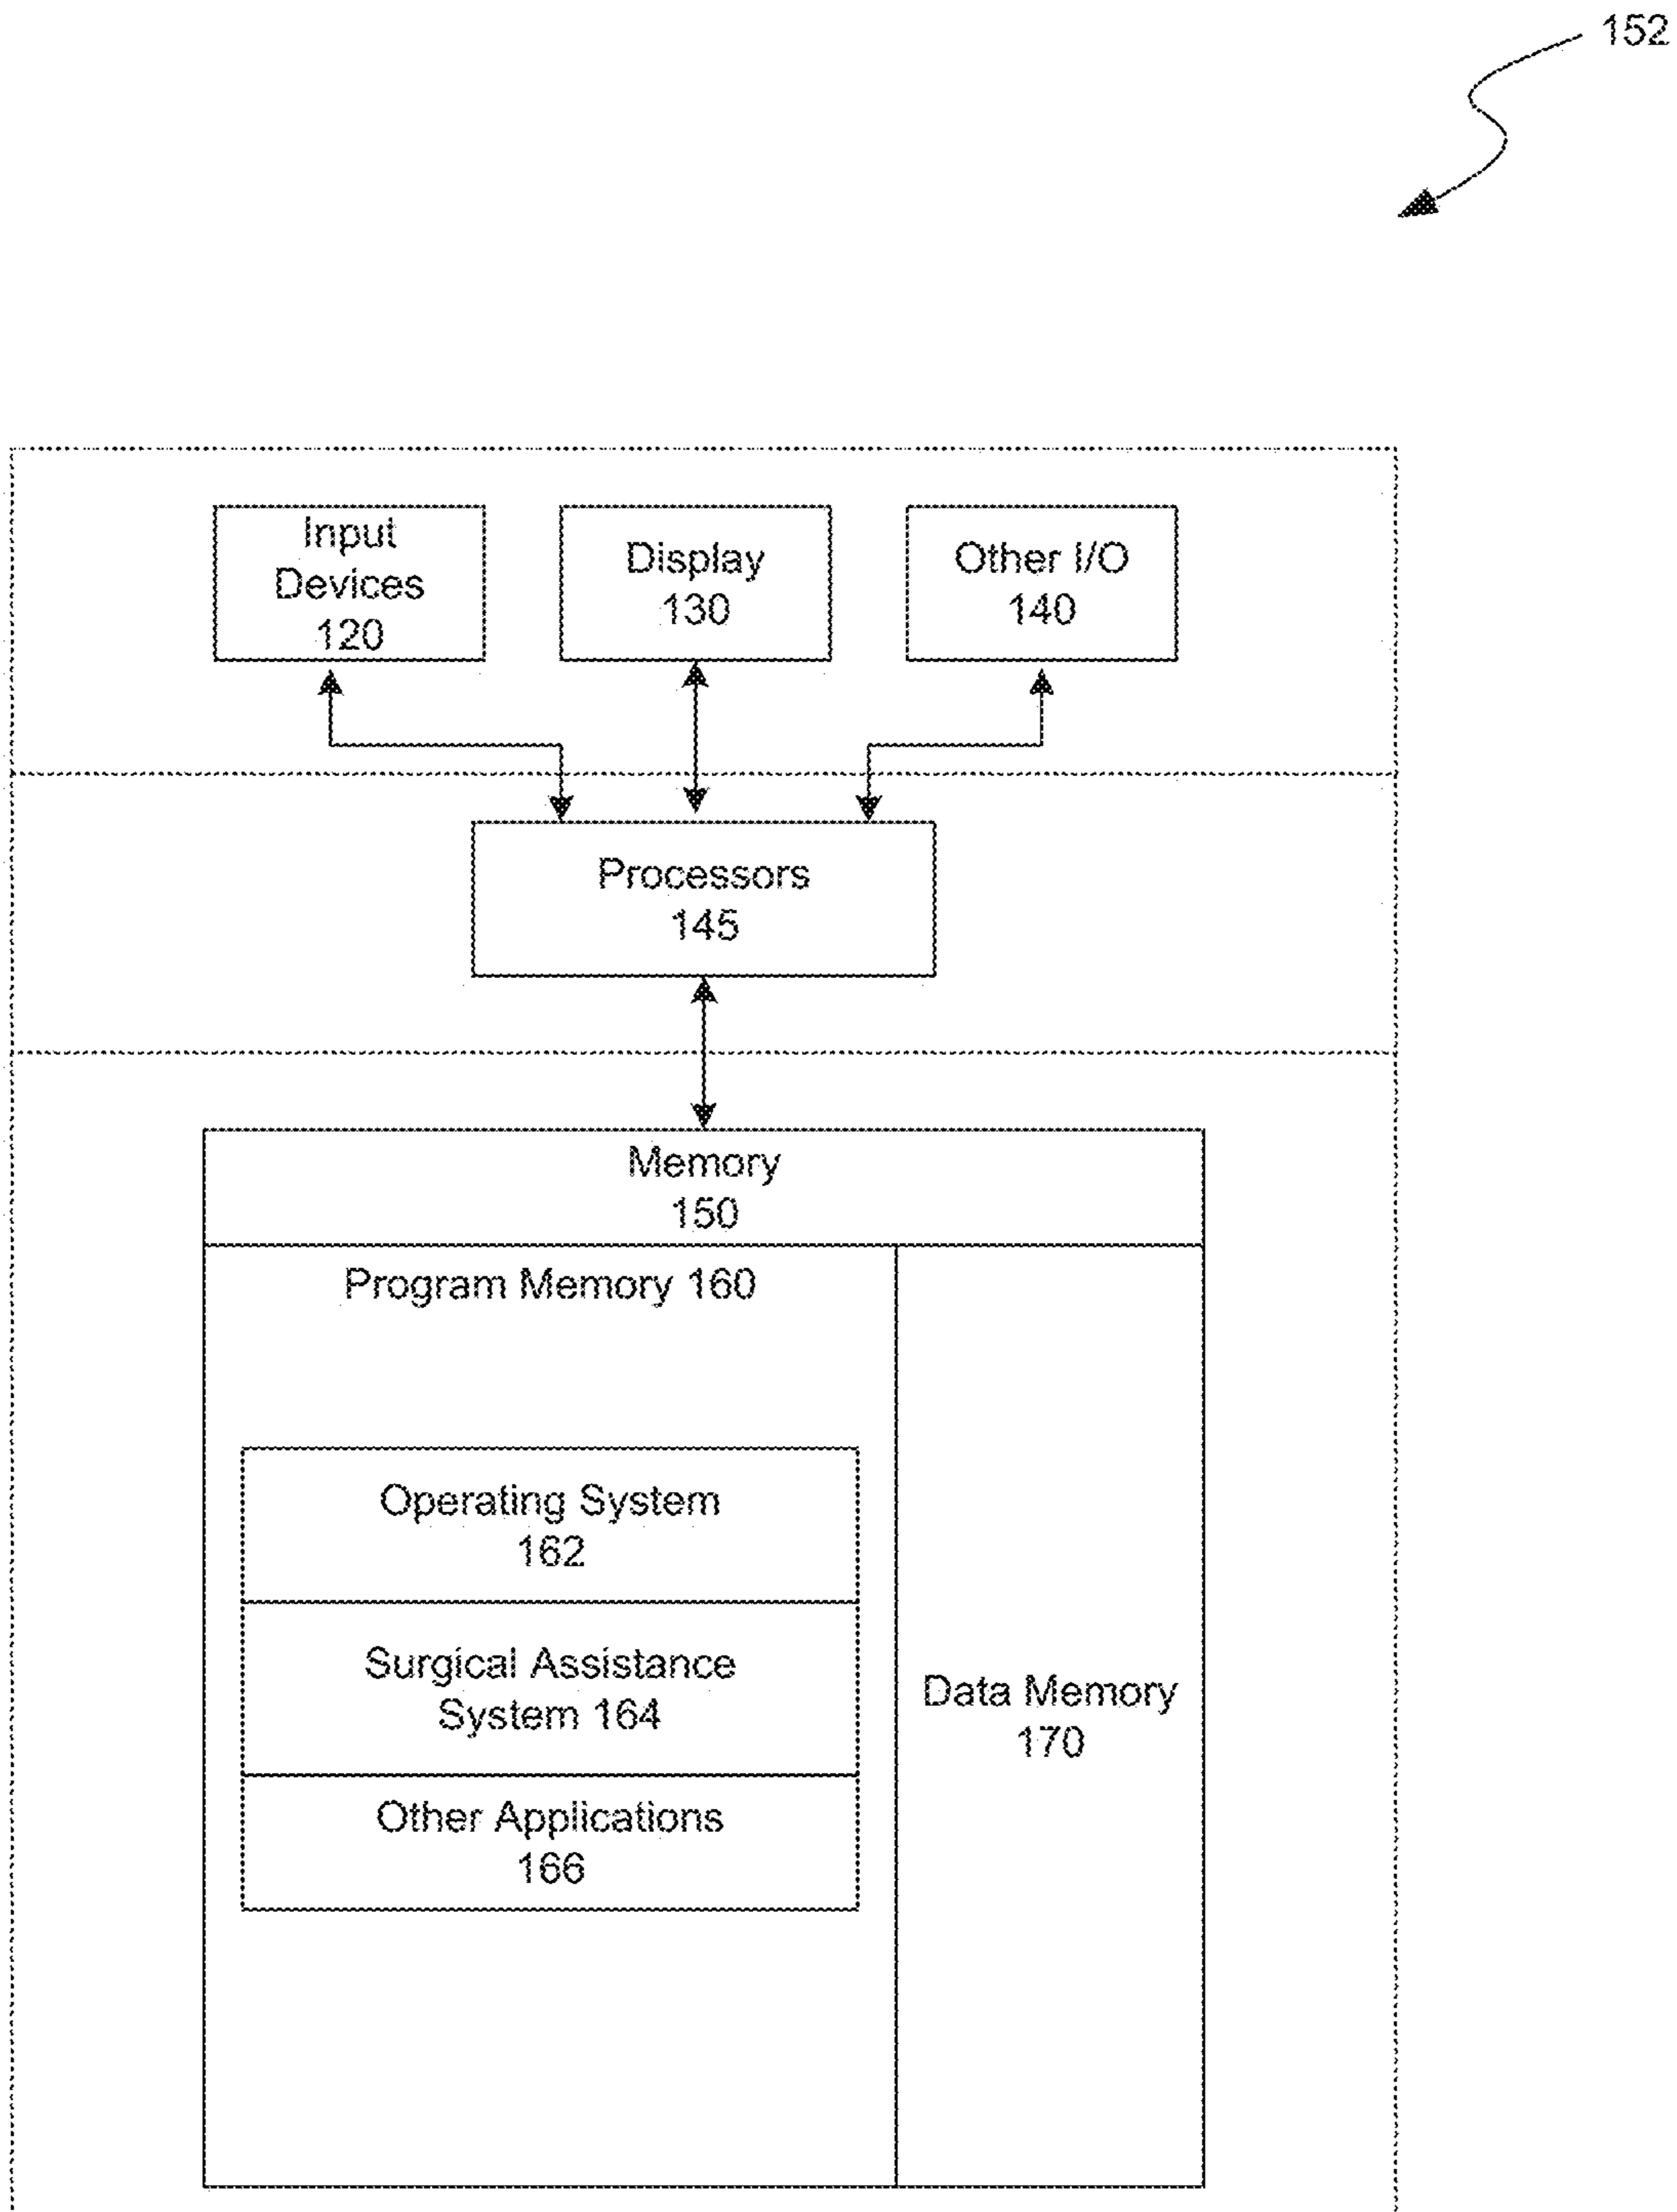 152
Input
Devices
120
Display
130
Other I/O
140
Processors
145
Memory
150
Program Memory 160
Operating System
162
Surgical Assistance
System 164
Other Applications
166
Data Memory
170